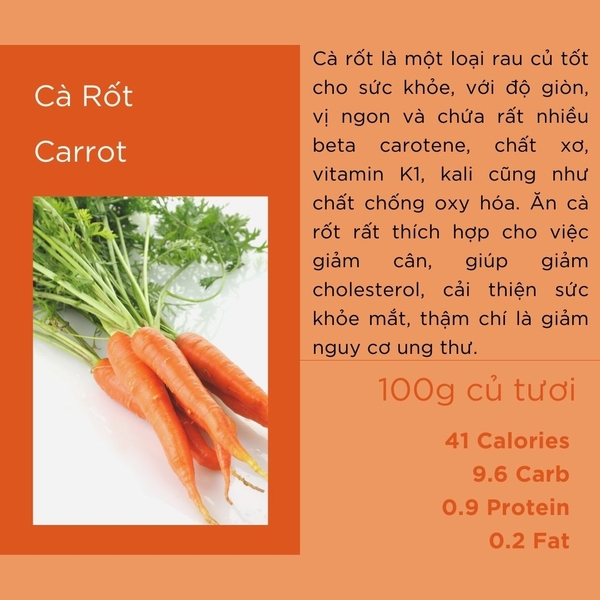 Cà Rốt
Carrot
Cà rốt là một loại rau củ tốt
cho sức khỏe, với độ giòn,
vị ngon và chứa rất nhiều
beta carotene, chất xơ,
vitamin K1, kali cũng như
chất chống oxy hóa. Ăn cà
rốt rất thích hợp cho việc
giảm cân, giúp giảm
cholesterol, cải thiện sức
khỏe mắt, thậm chí là giảm
nguy cơ ung thư.
100g củ tươi
41 Calories
9.6 Carb
0.9 Protein
0.2 Fat